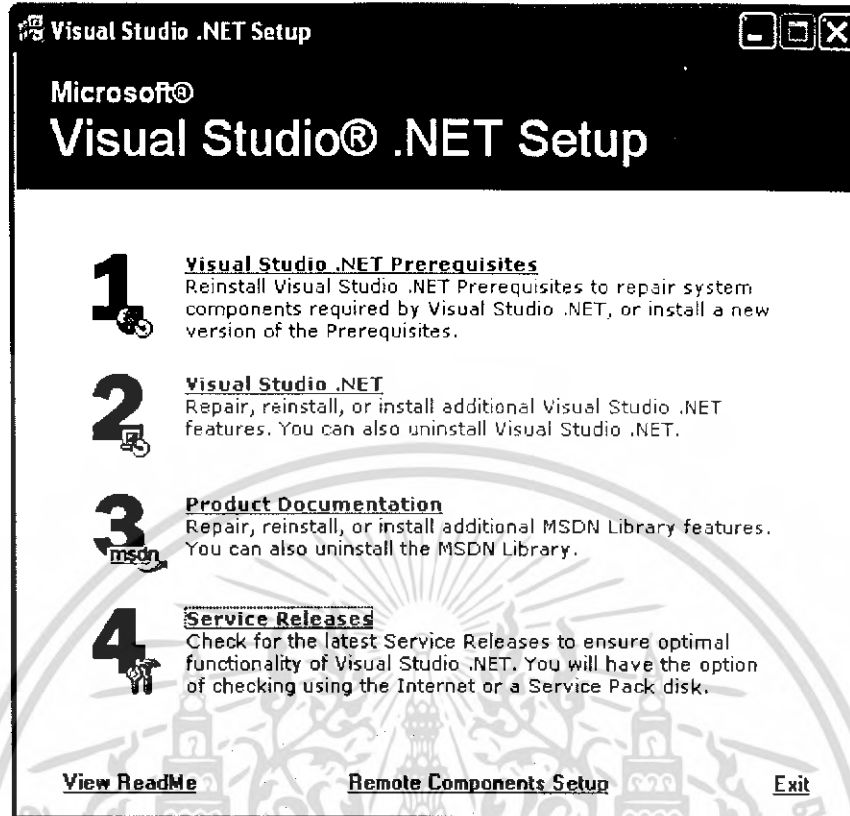 Visual Studio .NET Setup
Microsoft®
Visual Studio® .NET Setup
1
Visual Studio .NET Prerequisites
Reinstall Visual Studio .NET Prerequisites to repair system
components required by Visual Studio .NET, or install a new
version of the Prerequisites.
2
Visual Studio .NET
Repair, reinstall, or install additional Visual Studio .NET
features. You can also uninstall Visual Studio .NET.
3
msdn
Product Documentation
Repair, reinstall, or install additional MSDN Library features.
You can also uninstall the MSDN Library.
4
Service Releases
Check for the latest Service Releases to ensure optimal
functionality of Visual Studio .NET. You will have the option
of checking using the Internet or a Service Pack disk.
View ReadMe
Remote Components Setup
Exit